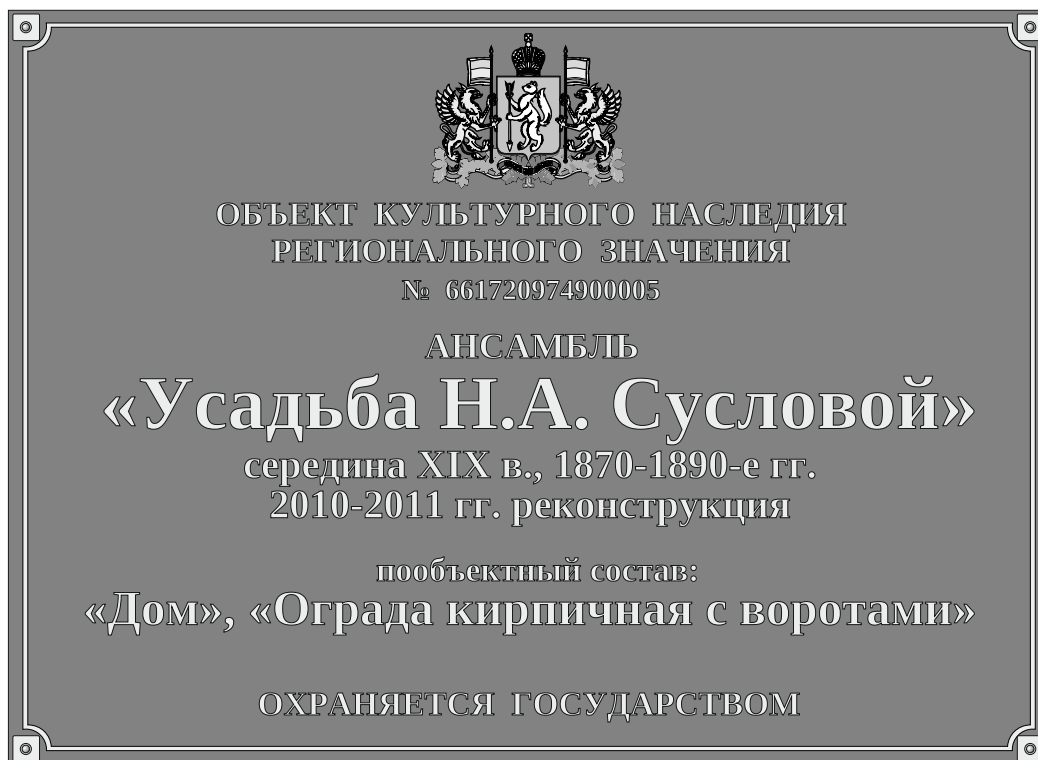 ОБЪЕКТ КУЛЬТУРНОГО НАСЛЕДИЯ
РЕГИОНАЛЬНОГО ЗНАЧЕНИЯ
№ 661720974900005
АНСАМБЛЬ
«Усадьба Н.А. Сусловой»
середина XIX в., 1870-1890-е гг.
2010-2011 гг. реконструкция
пообъектный состав:
«Дом», «Ограда кирпичная с воротами»
ОХРАНЯЕТСЯ ГОСУДАРСТВОМ